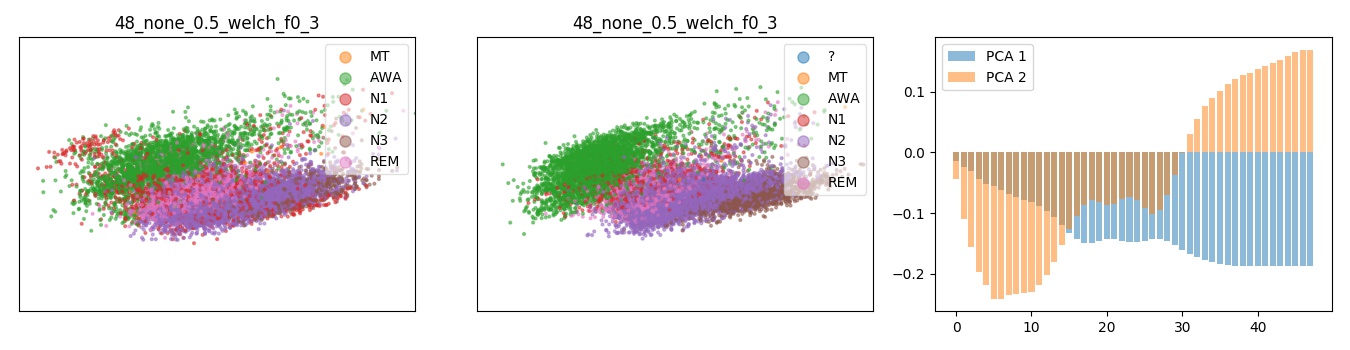 48_none_0.5_welch_f0_3
MT
AWA
N1
N2
N3
REM
48_none_0.5_welch_f0_3
?
MT
AWA
N1
N2
N3
REM
PCA 1
PCA 2
0.1
0.0
−0.1
−0.2
0 10 20 30 40